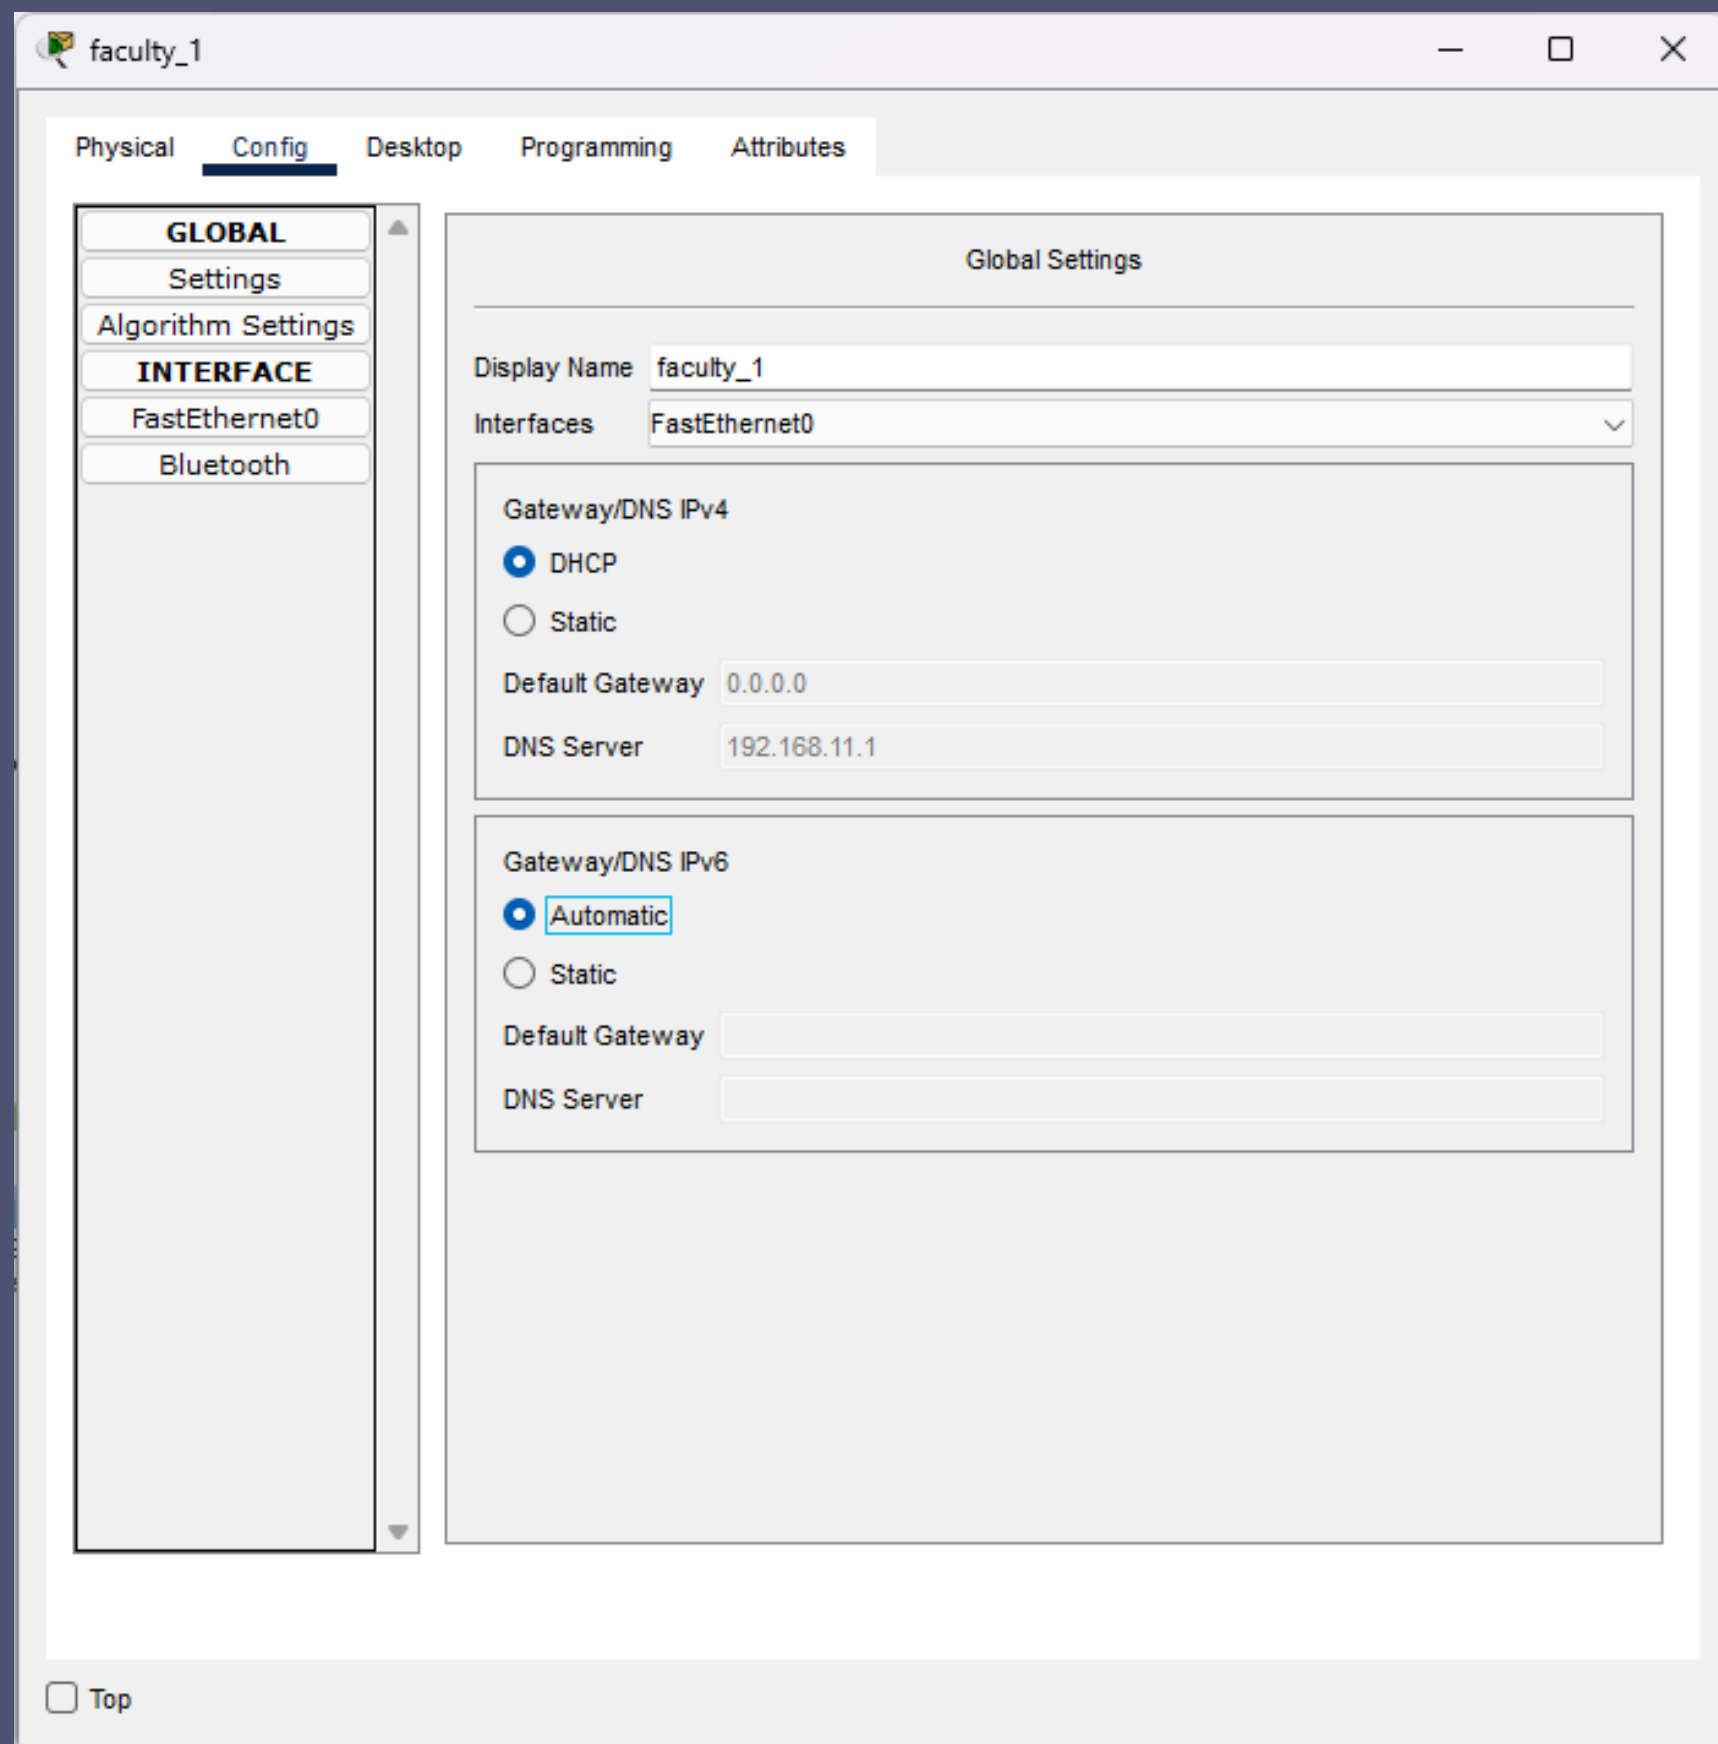 faculty_1
Physical Config Desktop Programming Attributes
GLOBAL
Settings
Algorithm Settings
INTERFACE
FastEthernet0
Bluetooth
Global Settings
Display Name faculty_1
Interfaces FastEthernet0
Gateway/DNS IPv4
DHCP
Static
Default Gateway 0.0.0.0
DNS Server 192.168.11.1
Gateway/DNS IPv6
Automatic
Static
Default Gateway
DNS Server
Top